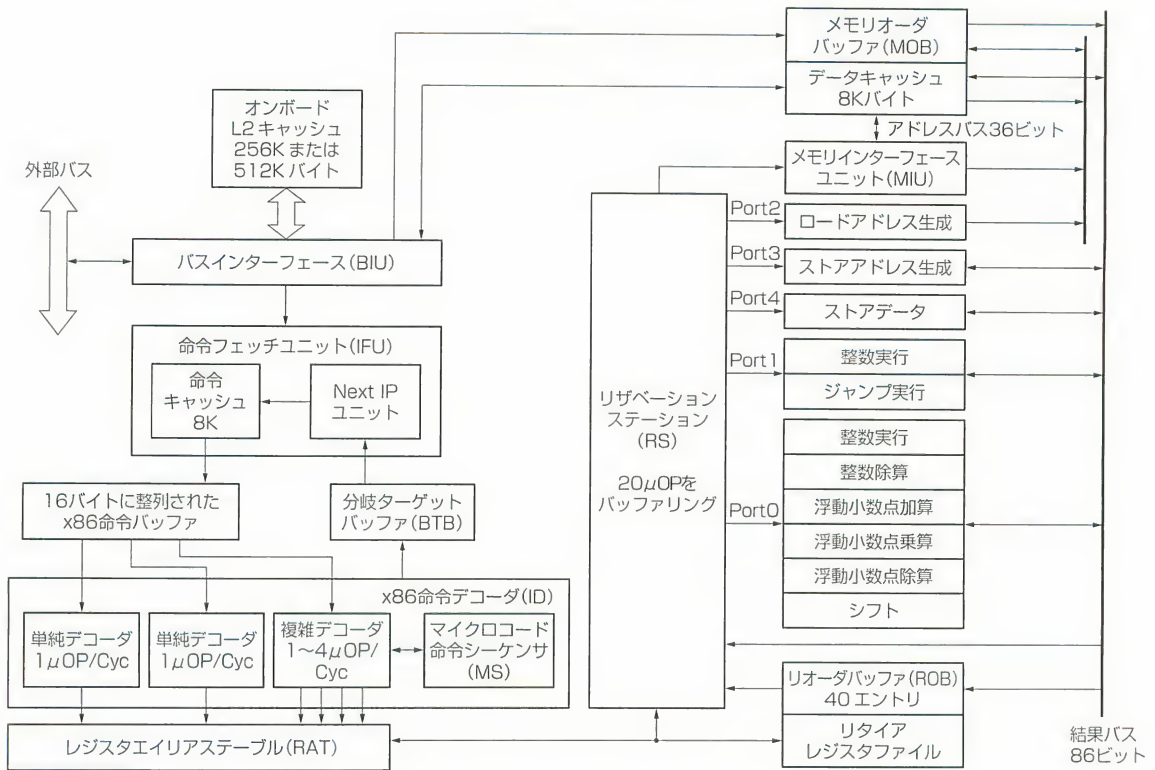 外部バス
オンボード
L2キャッシュ
256Kまたは
512Kバイト
バスインターフェース(BIU)
命令フェッチユニット(IFU)
命令
キャッシュ
8K
Next IP
ユニット
16バイトに整列された
x86命令バッファ
分岐ターゲット
バッファ(BTB)
x86命令デコーダ(ID)
単純デコーダ
1μOP/Cyc
単純デコーダ
1μOP/Cyc
複雑デコーダ
1〜4μOP/
Cyc
マイクロコード
命令シーケンサ
(MS)
レジスタエイリアステーブル(RAT)
リザベーション
ステーション
(RS)
20μOPを
バッファリング
メモリオーダ
バッファ(MOB)
データキャッシュ
8Kバイト
アドレスバス36ビット
メモリインターフェース
ユニット(MIU)
Port2
ロードアドレス生成
Port3
ストアアドレス生成
Port4
ストアデータ
Port1
整数実行
ジャンプ実行
Port0
整数実行
整数除算
浮動小数点加算
浮動小数点乗算
浮動小数点除算
シフト
リオーダバッファ(ROB)
40エントリ
リタイア
レジスタファイル
結果バス
86ビット